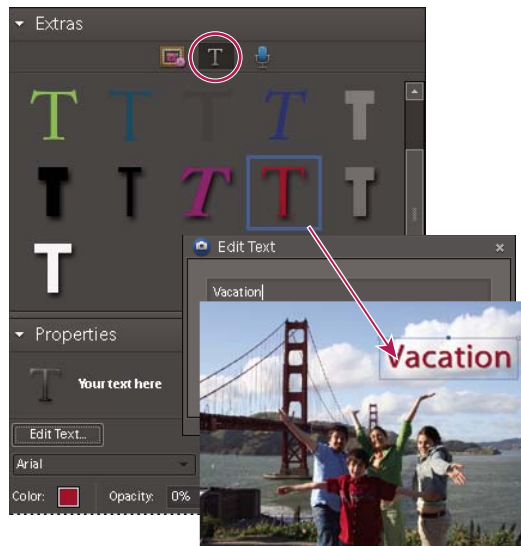 Extras
T
T T T T T
T T T T T
T
Edit Text
Vacation
Properties
T Your text here
Vacation
Edit Text...
Arial
Color: Opacity: 0%